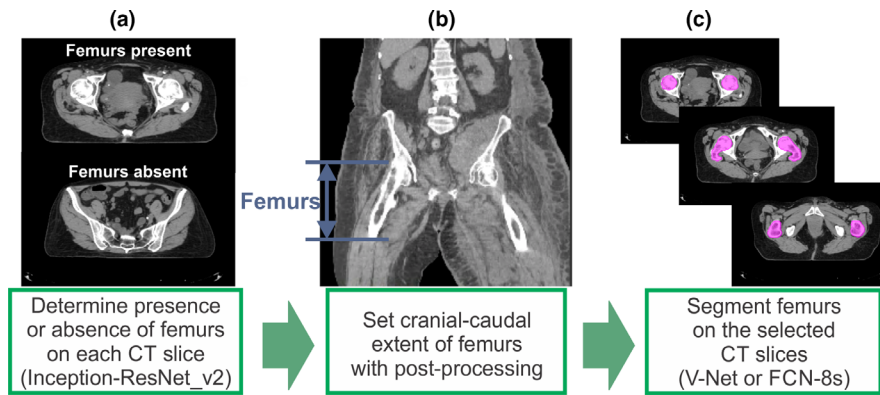 (a)
Femurs present
Femurs absent
Determine presence
or absence of femurs
on each CT slice
(Inception-ResNet_v2)
(b)
Femurs
Set cranial-caudal
extent of femurs
with post-processing
(c)
Segment femurs
on the selected
CT slices
(V-Net or FCN-8s)